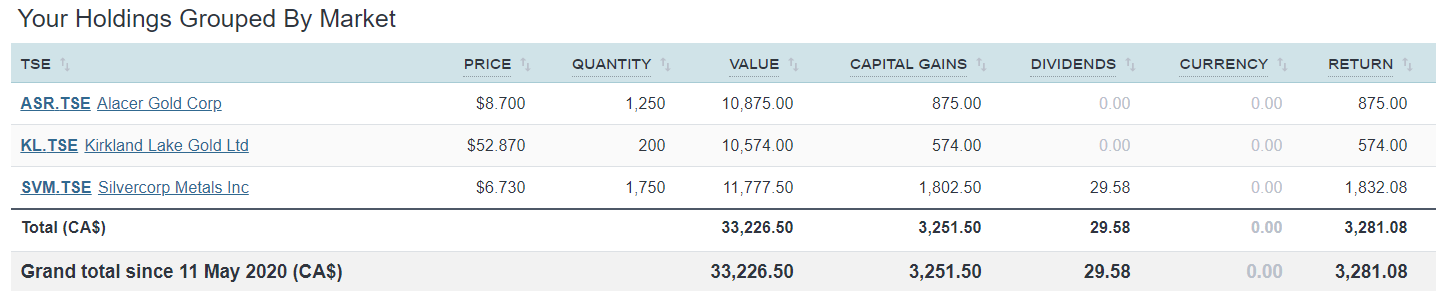 Your Holdings Grouped By Market
TSE PRICE QUANTITY VALUE CAPITAL GAINS DIVIDENDS CURRENCY RETURN
ASR.TSE Alacer Gold Corp $8.700 1,250 10,875.00 875.00 0.00 0.00 875.00
KL.TSE Kirkland Lake Gold Ltd $52.870 200 10,574.00 574.00 0.00 0.00 574.00
SVM.TSE Silvercorp Metals Inc $6.730 1,750 11,777.50 1,802.50 29.58 0.00 1,832.08
Total (CA$) 33,226.50 3,251.50 29.58 0.00 3,281.08
Grand total since 11 May 2020 (CA$) 33,226.50 3,251.50 29.58 0.00 3,281.08